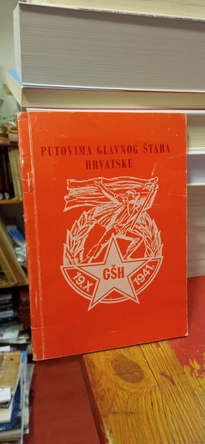 PUTOVIMA GLAVNOG ŠTABA
HRVATSKE
GŠH
19.X 1941.